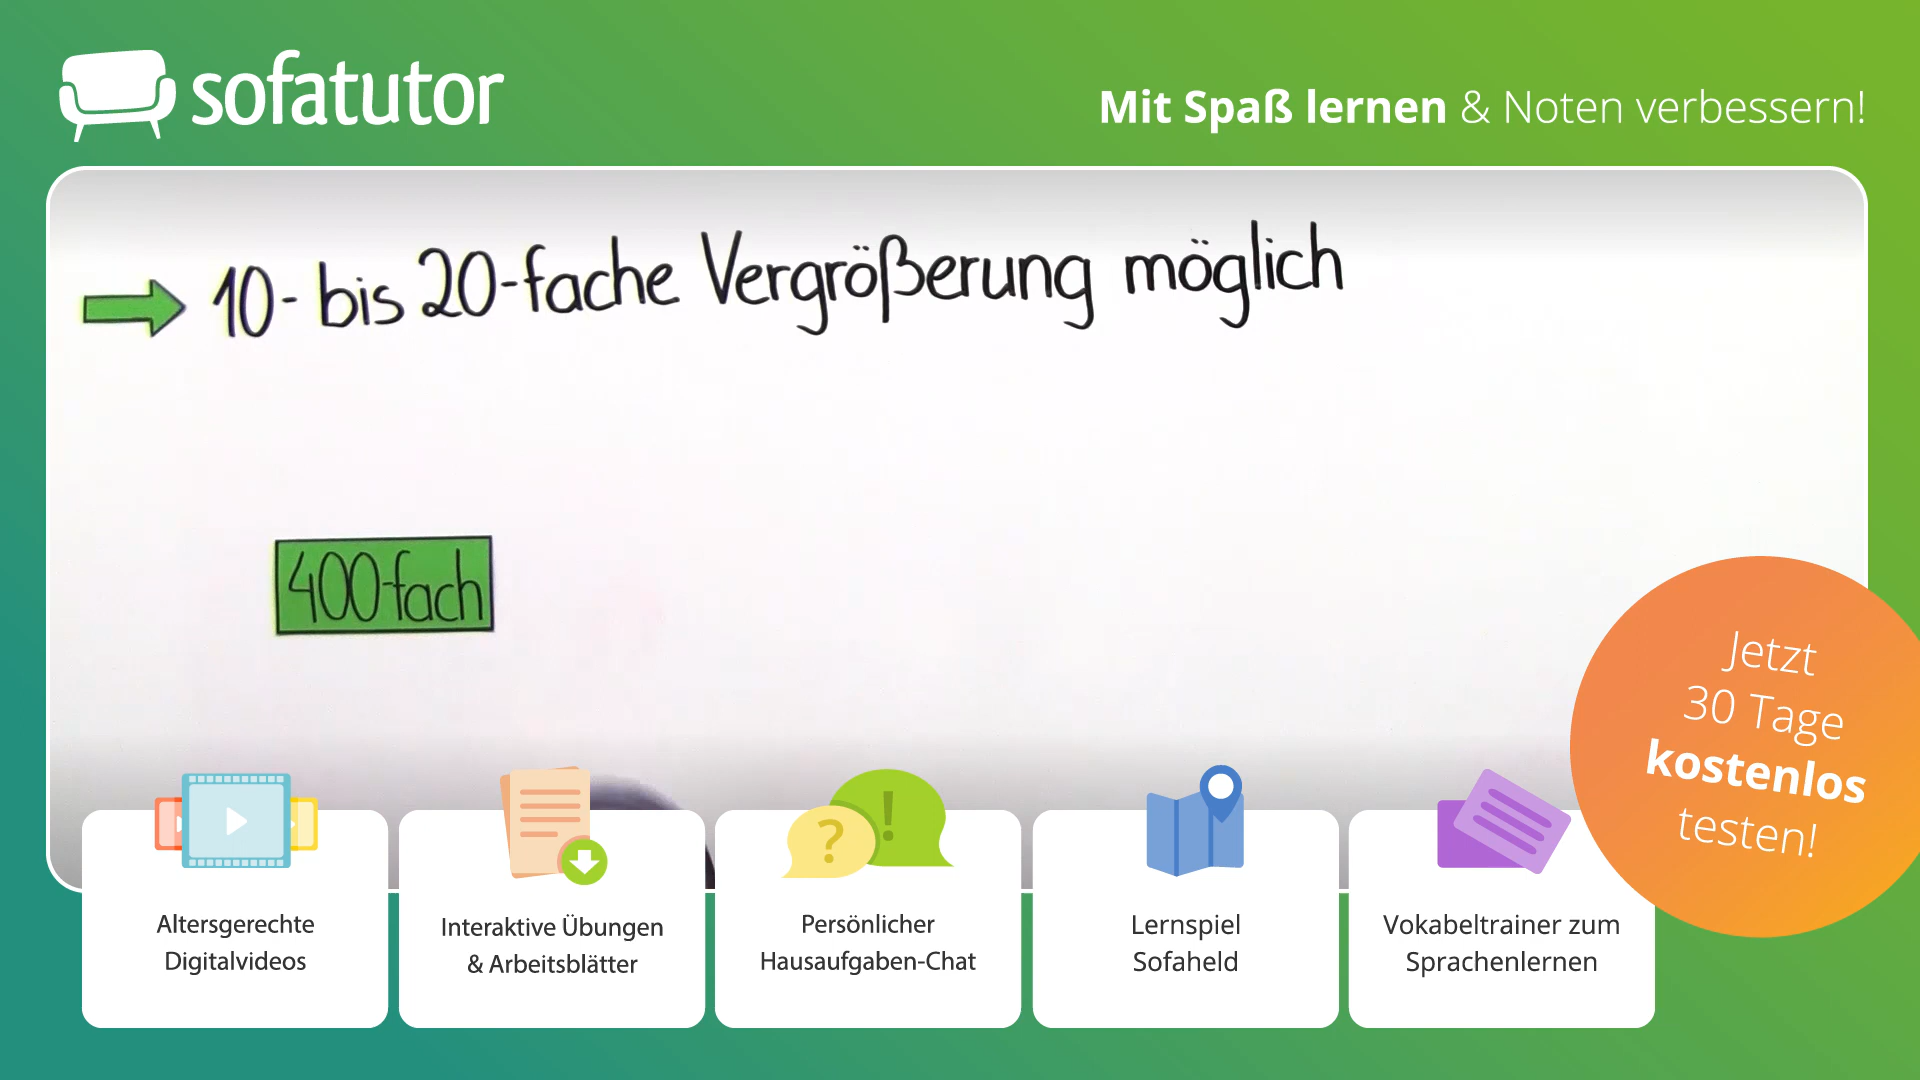 sofatutor
Mit Spaß lernen & Noten verbessern!
10- bis 20-fache Vergrößerung möglich
400-fach
Jetzt
30 Tage
kostenlos
testen!
Altersgerechte
Digitalvideos
Interaktive Übungen
& Arbeitsblätter
Persönlicher
Hausaufgaben-Chat
Lernspiel
Sofaheld
Vokabeltrainer zum
Sprachenlernen